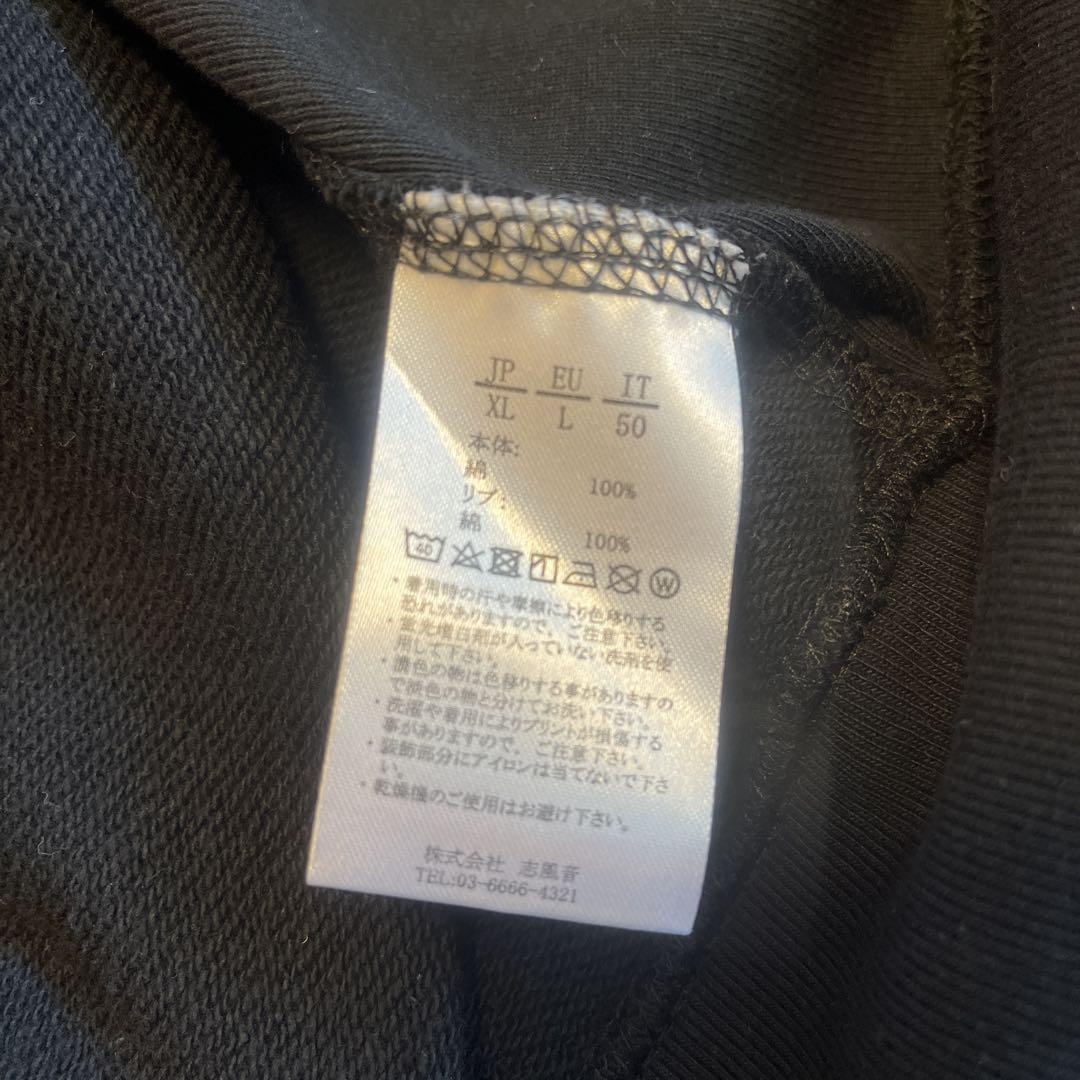 JP EU IT
XL L 50
本体:
綿 100%
リブ:
綿 100%
40 W
・着用時の汗や摩擦により色移りする
恐れがありますので、ご注意下さい。
・蛍光増白剤が入っていない洗剤を使
用して下さい。
・濃色の物は色移りする事がありますの
で淡色の物と分けてお洗い下さい。
・洗濯や着用によりプリントが損傷する
事がありますので、ご注意下さい。
・装飾部分にアイロンは当てないで下さ
い。
・乾燥機のご使用はお避け下さい。
株式会社 志風音
TEL:03-6666-4321